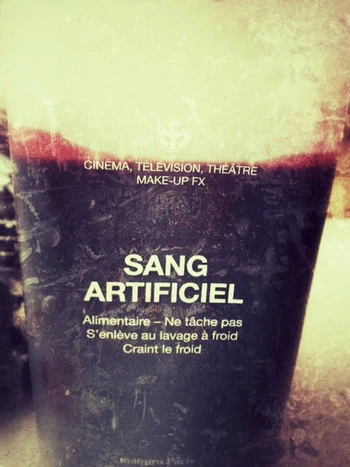 CINÉMA, TÉLÉVISION, THÉÂTRE
MAKE-UP FX
SANG
ARTIFICIEL
Alimentaire – Ne tâche pas
S'enlève au lavage à froid
Craint le froid
Paris